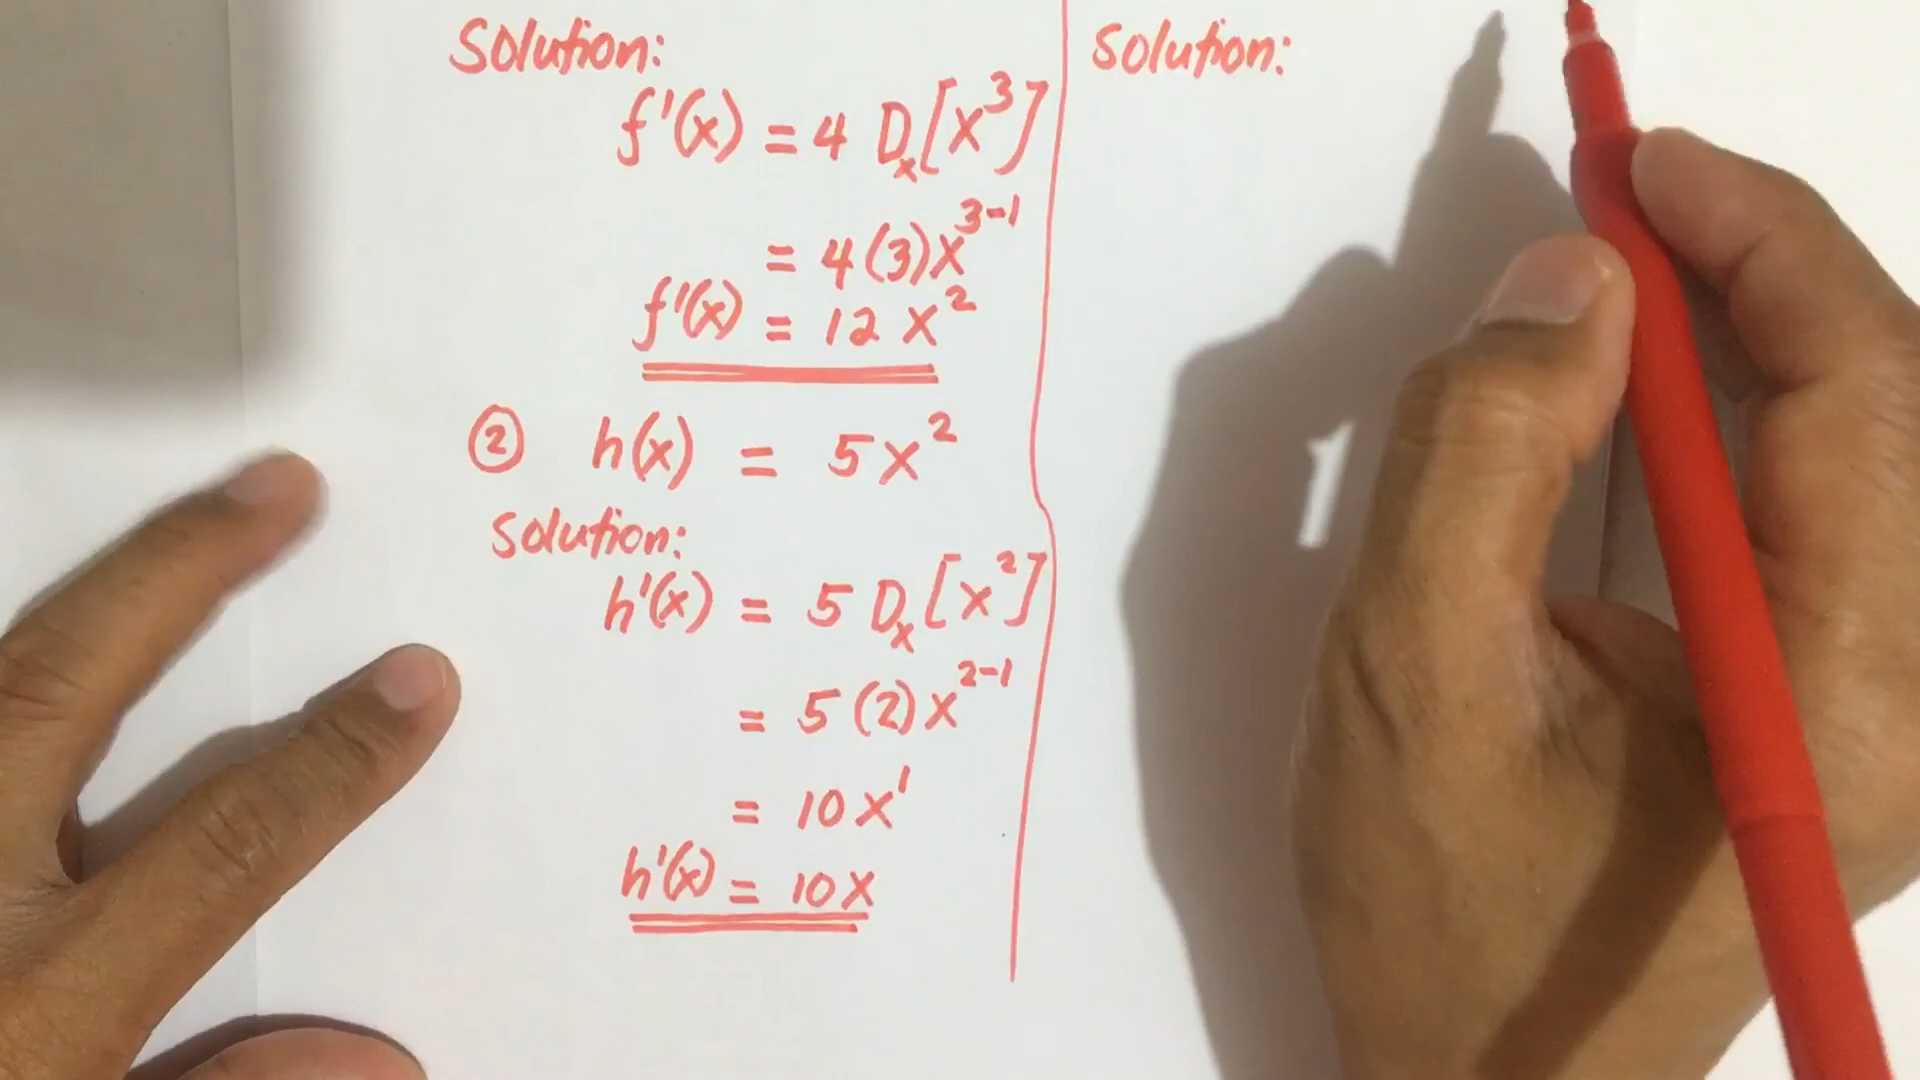 Solution:
f'(x) = 4 Dₓ[x³]
= 4(3)x³⁻¹
f'(x) = 12x²
② h(x) = 5x²
Solution:
h'(x) = 5 Dₓ[x²]
= 5(2)x²⁻¹
= 10x¹
h'(x) = 10x
Solution: